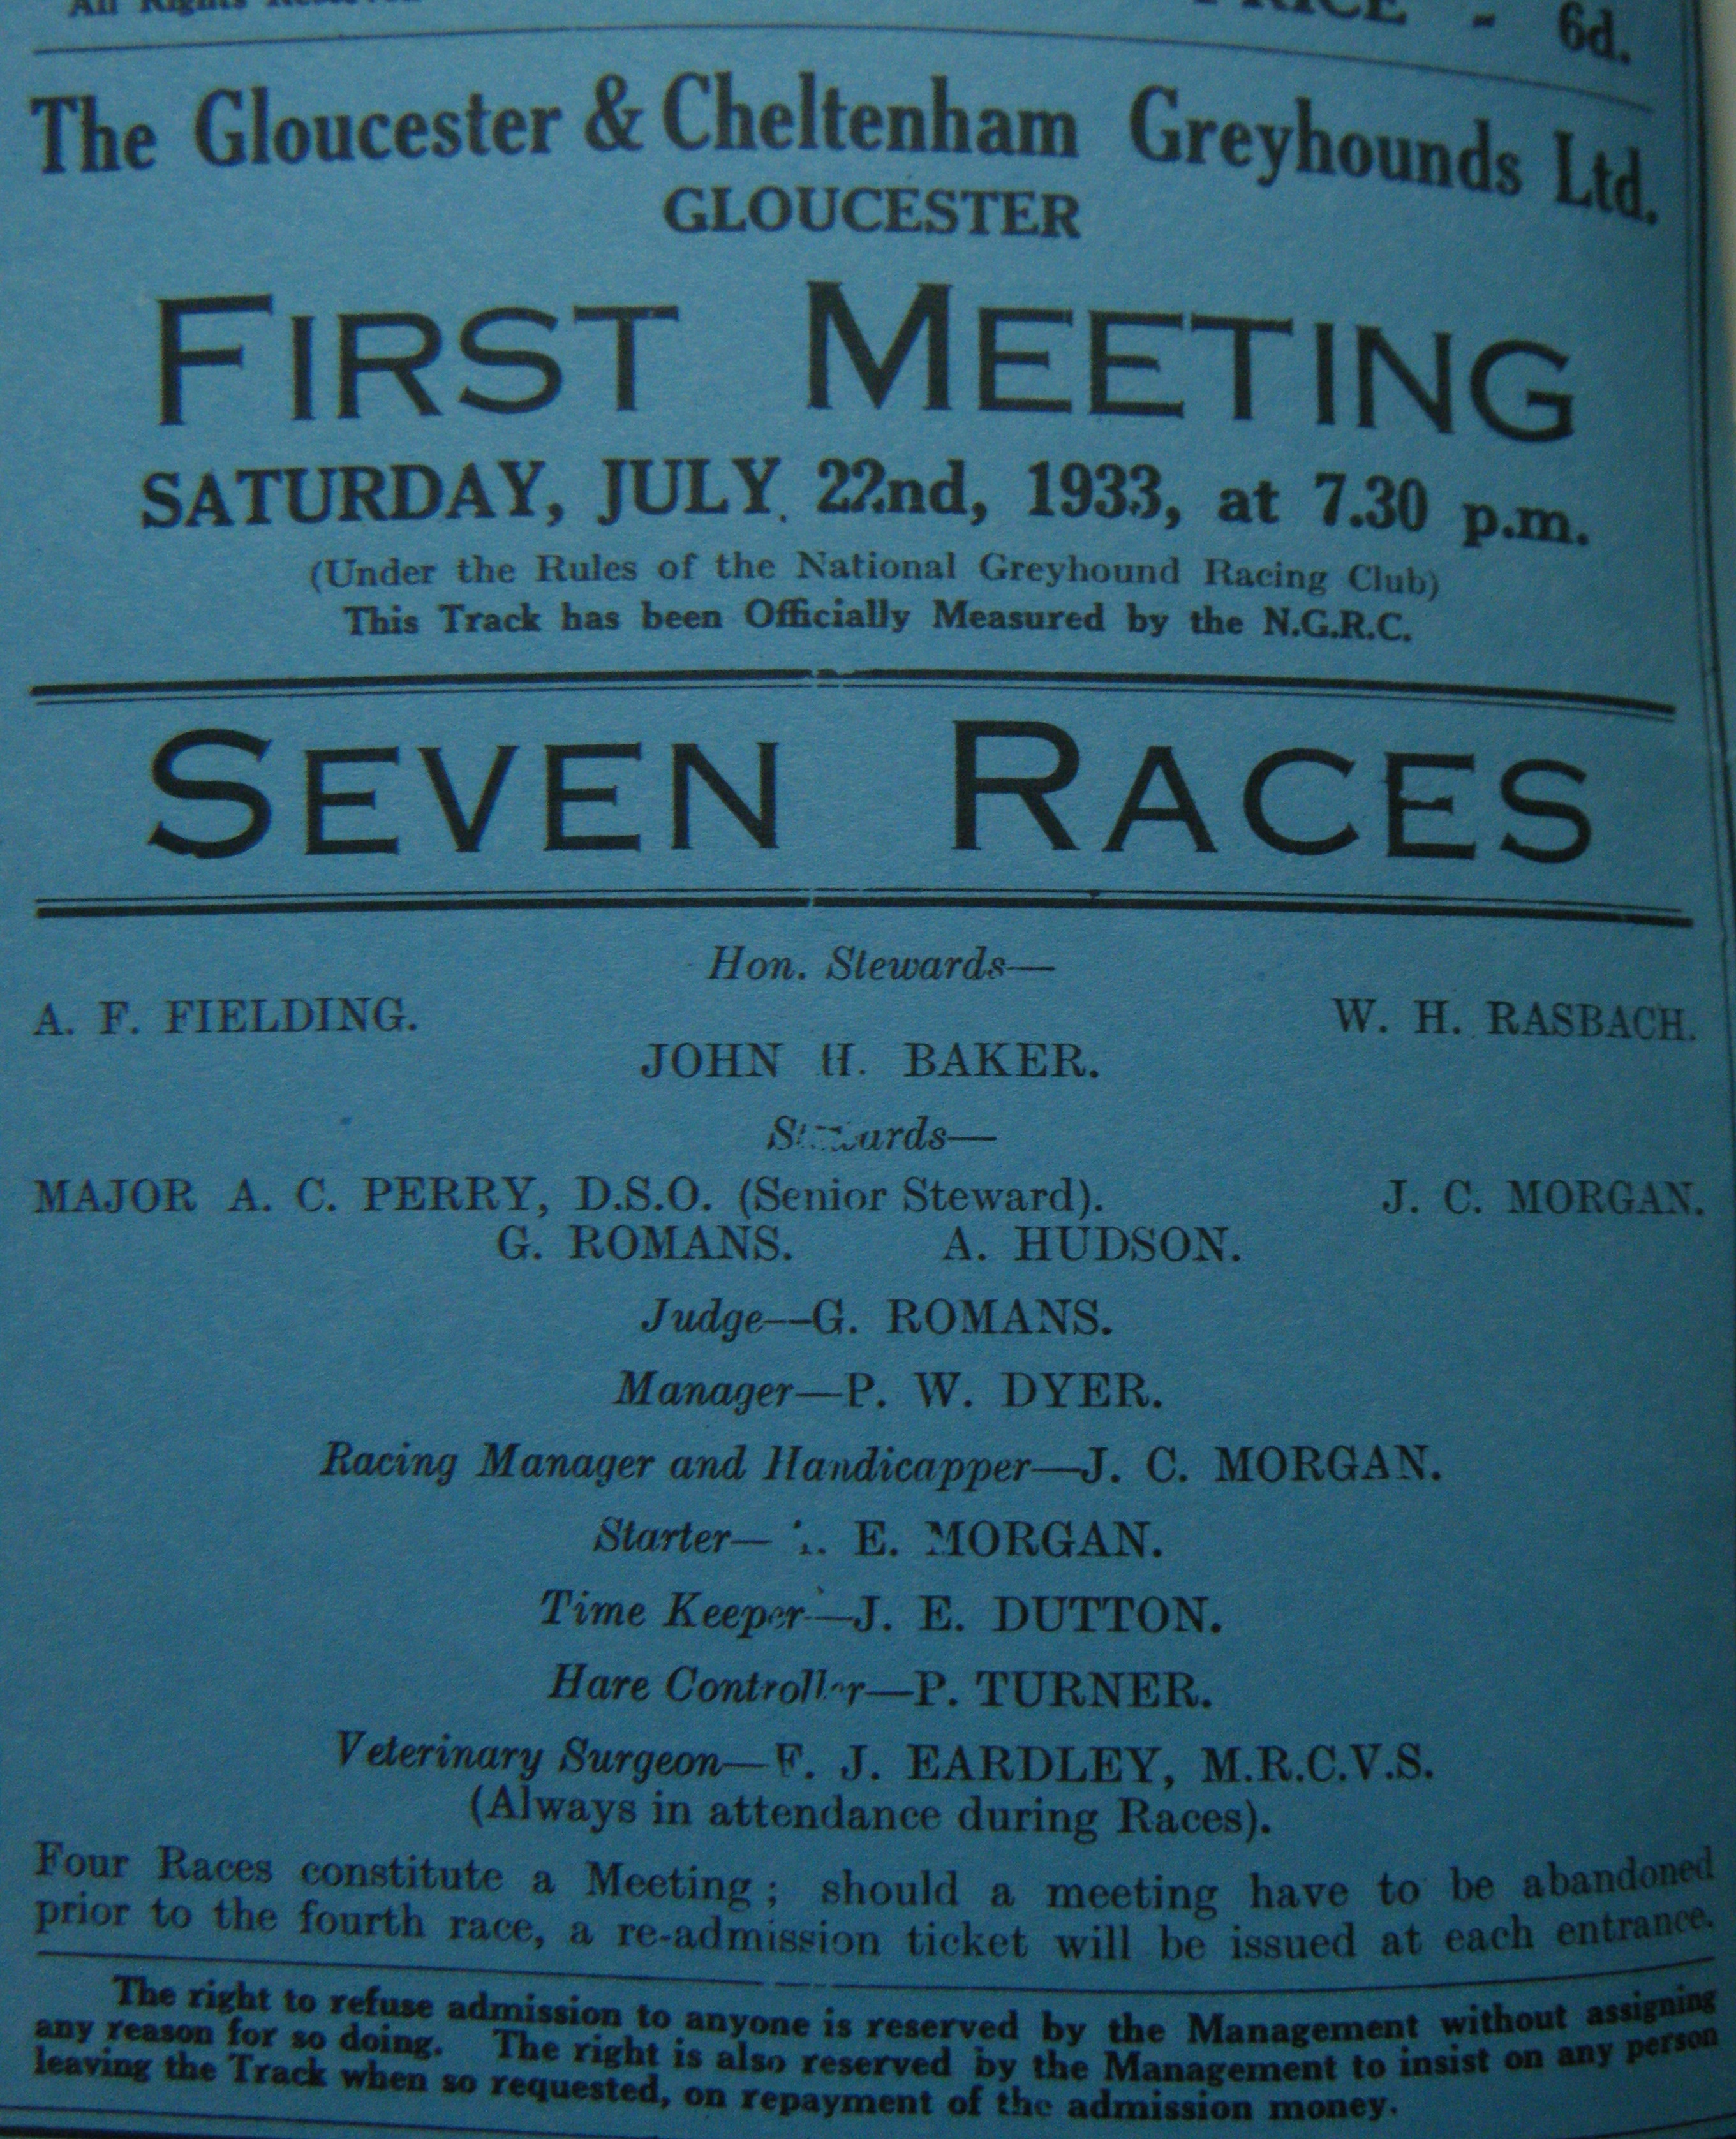 All Rights Reserved PRICE - 6d.
The Gloucester & Cheltenham Greyhounds Ltd.
GLOUCESTER
FIRST MEETING
SATURDAY, JULY 22nd, 1933, at 7.30 p.m.
(Under the Rules of the National Greyhound Racing Club)
This Track has been Officially Measured by the N.G.R.C.
SEVEN RACES
Hon. Stewards—
A. F. FIELDING. W. H. RASBACH.
JOHN H. BAKER.
Stewards—
MAJOR A. C. PERRY, D.S.O. (Senior Steward). J. C. MORGAN.
G. ROMANS. A. HUDSON.
Judge—G. ROMANS.
Manager—P. W. DYER.
Racing Manager and Handicapper—J. C. MORGAN.
Starter— E. MORGAN.
Time Keeper—J. E. DUTTON.
Hare Controller—P. TURNER.
Veterinary Surgeon—F. J. EARDLEY, M.R.C.V.S.
(Always in attendance during Races).
Four Races constitute a Meeting; should a meeting have to be abandoned
prior to the fourth race, a re-admission ticket will be issued at each entrance.
The right to refuse admission to anyone is reserved by the Management without assigning
any reason for so doing. The right is also reserved by the Management to insist on any person
leaving the Track when so requested, on repayment of the admission money.